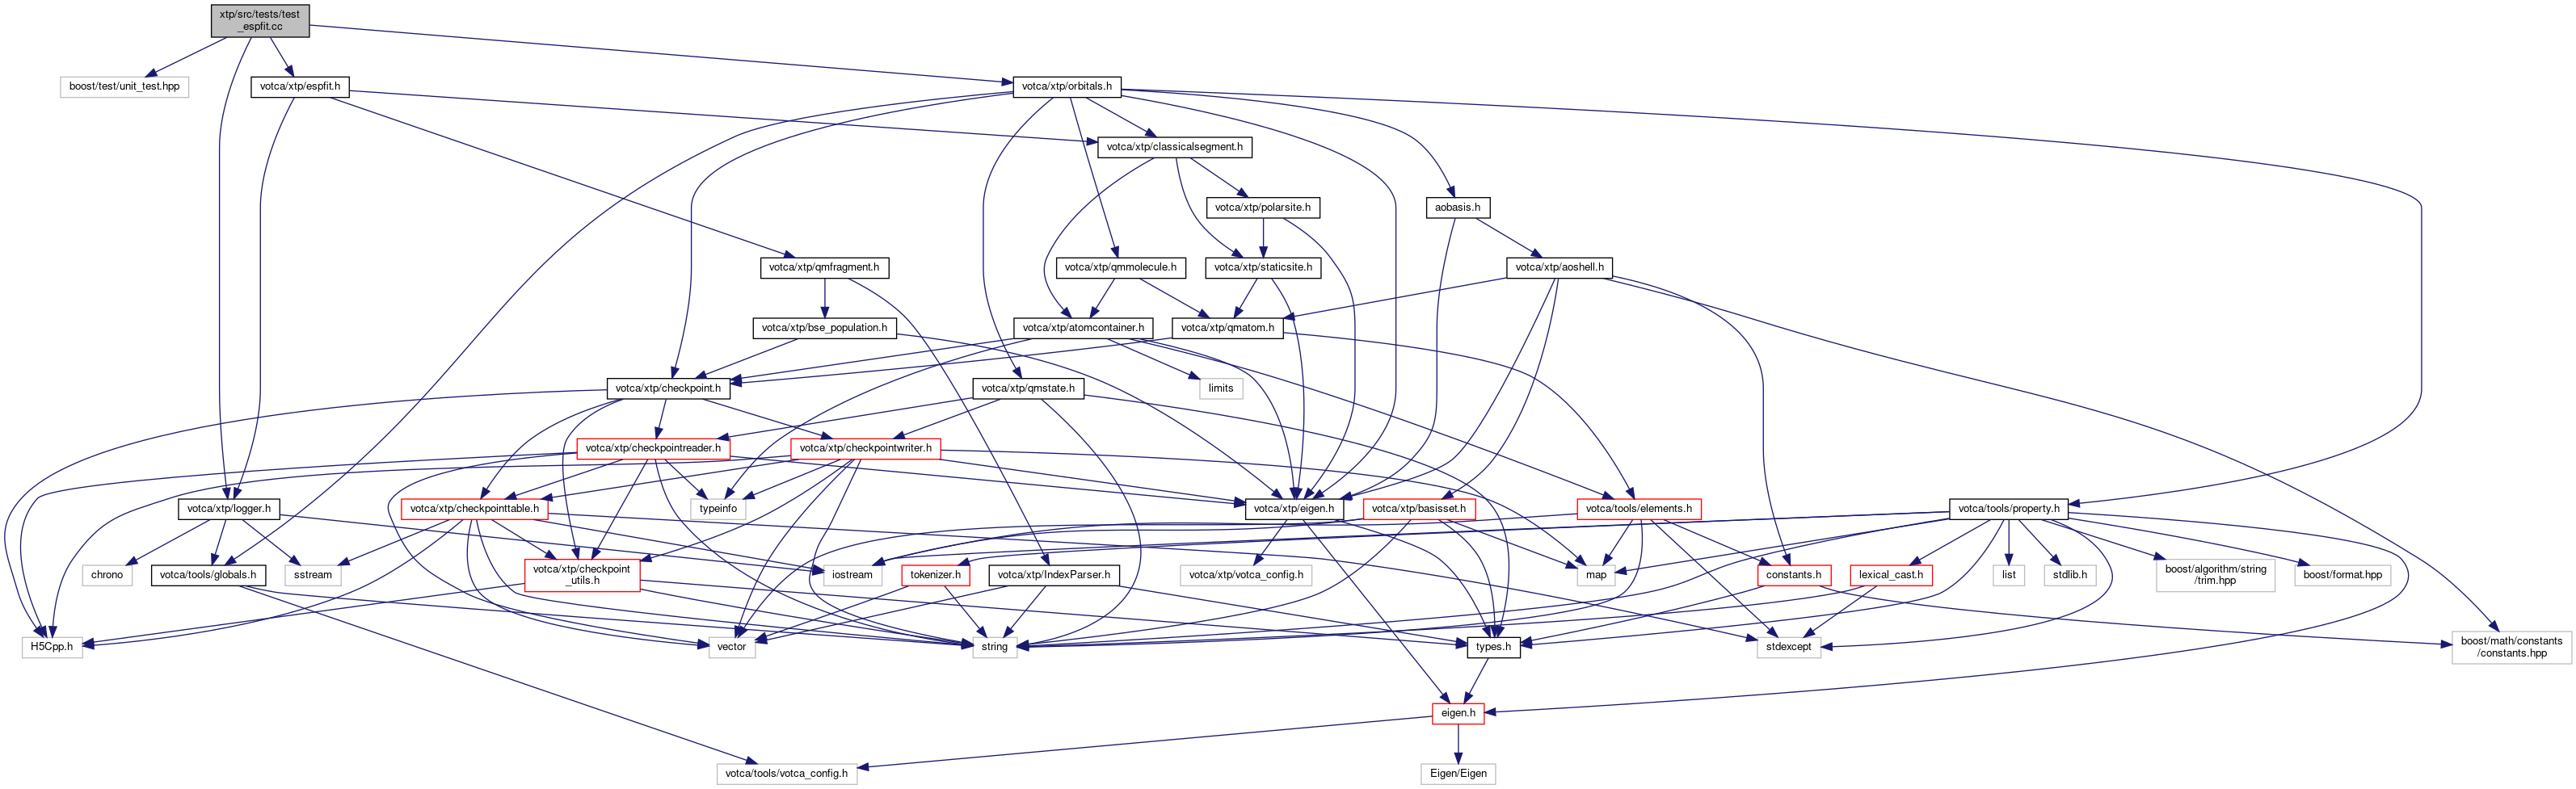 xtp/src/tests/test
_espfit.cc
boost/test/unit_test.hpp
votca/xtp/espfit.h
votca/xtp/orbitals.h
votca/xtp/classicalsegment.h
votca/xtp/polarsite.h
aobasis.h
votca/xtp/qmfragment.h
votca/xtp/qmmolecule.h
votca/xtp/staticsite.h
votca/xtp/aoshell.h
votca/xtp/bse_population.h
votca/xtp/atomcontainer.h
votca/xtp/qmatom.h
votca/xtp/checkpoint.h
votca/xtp/qmstate.h
limits
votca/xtp/checkpointreader.h
votca/xtp/checkpointwriter.h
votca/xtp/logger.h
votca/xtp/checkpointtable.h
typeinfo
votca/xtp/eigen.h
votca/xtp/basisset.h
votca/tools/elements.h
votca/tools/property.h
chrono
votca/tools/globals.h
sstream
votca/xtp/checkpoint
_utils.h
iostream
tokenizer.h
votca/xtp/IndexParser.h
votca/xtp/votca_config.h
map
constants.h
lexical_cast.h
list
stdlib.h
boost/algorithm/string
/trim.hpp
boost/format.hpp
H5Cpp.h
vector
string
types.h
stdexcept
boost/math/constants
/constants.hpp
eigen.h
votca/tools/votca_config.h
Eigen/Eigen